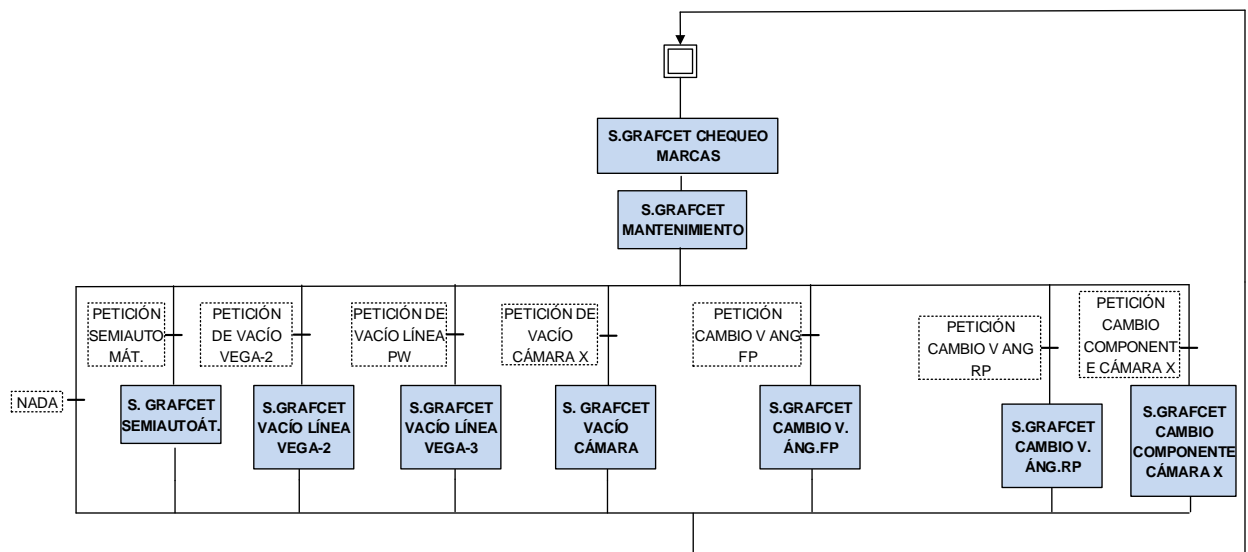 S.GRAFCET CHEQUEO
MARCAS
S.GRAFCET
MANTENIMIENTO
PETICIÓN
SEMIAUTO
MÁT.
PETICIÓN
DE VACÍO
VEGA-2
PETICIÓN DE
VACÍO LÍNEA
PW
PETICIÓN DE
VACÍO
CÁMARA X
PETICIÓN
CAMBIO V ANG
FP
PETICIÓN
CAMBIO V ANG
RP
PETICIÓN
CAMBIO
COMPONENT
E CÁMARA X
NADA
S. GRAFCET
SEMIAUTOÁT.
S.GRAFCET
VACÍO LÍNEA
VEGA-2
S.GRAFCET
VACÍO LÍNEA
VEGA-3
S. GRAFCET
VACÍO
CÁMARA
S.GRAFCET
CAMBIO V.
ÁNG.FP
S.GRAFCET
CAMBIO V.
ÁNG.RP
S.GRAFCET
CAMBIO
COMPONENTE
CÁMARA X